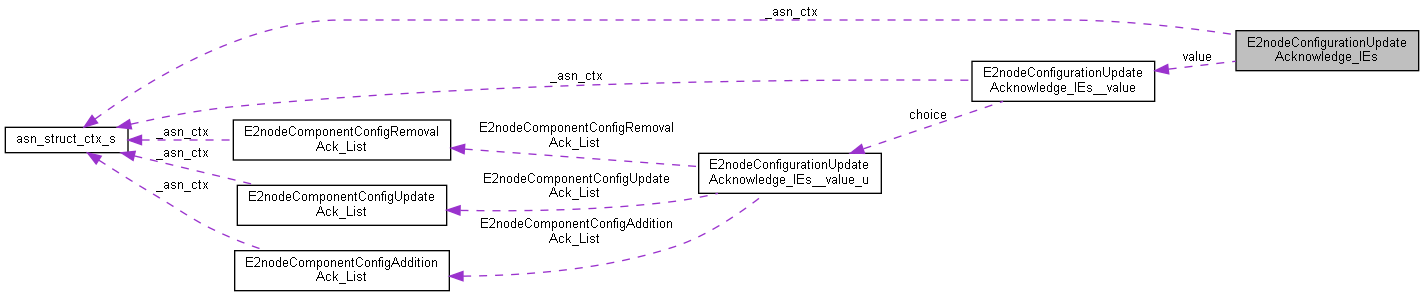 _asn_ctx
E2nodeConfigurationUpdate
Acknowledge_IEs
value
_asn_ctx
E2nodeConfigurationUpdate
Acknowledge_IEs__value
choice
asn_struct_ctx_s
_asn_ctx
E2nodeComponentConfigRemoval
Ack_List
E2nodeComponentConfigRemoval
Ack_List
_asn_ctx
E2nodeConfigurationUpdate
Acknowledge_IEs__value_u
E2nodeComponentConfigUpdate
Ack_List
E2nodeComponentConfigUpdate
Ack_List
_asn_ctx
E2nodeComponentConfigAddition
Ack_List
E2nodeComponentConfigAddition
Ack_List